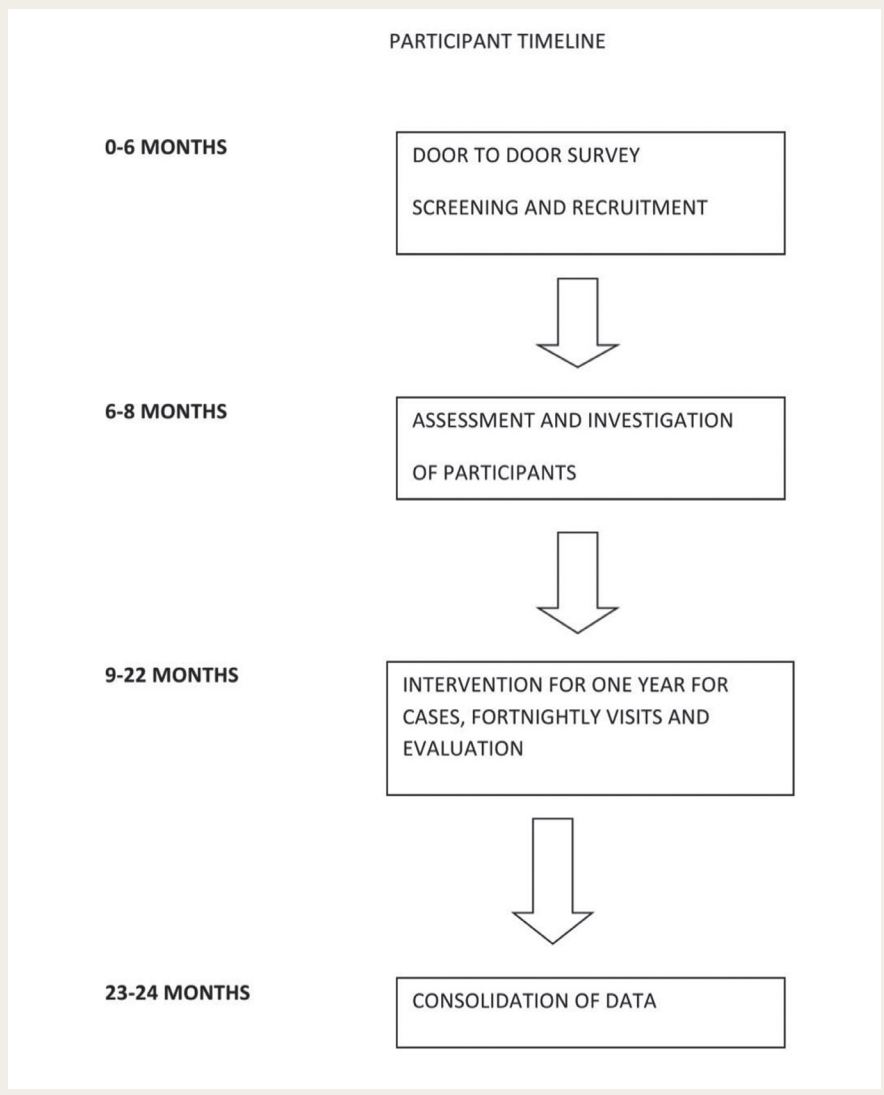 PARTICIPANT TIMELINE
0-6 MONTHS
DOOR TO DOOR SURVEY
SCREENING AND RECRUITMENT
6-8 MONTHS
ASSESSMENT AND INVESTIGATION
OF PARTICIPANTS
9-22 MONTHS
INTERVENTION FOR ONE YEAR FOR
CASES, FORTNIGHTLY VISITS AND
EVALUATION
23-24 MONTHS
CONSOLIDATION OF DATA